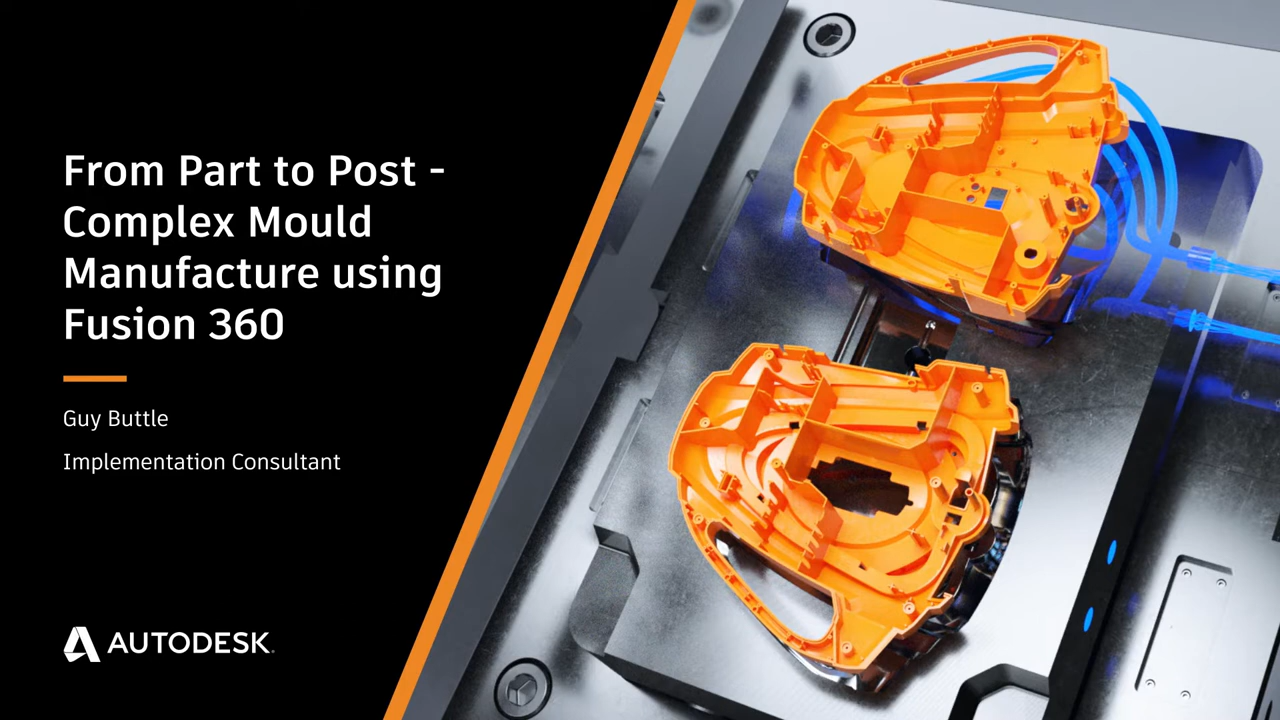 From Part to Post -
Complex Mould
Manufacture using
Fusion 360
Guy Buttle
Implementation Consultant
AUTODESK